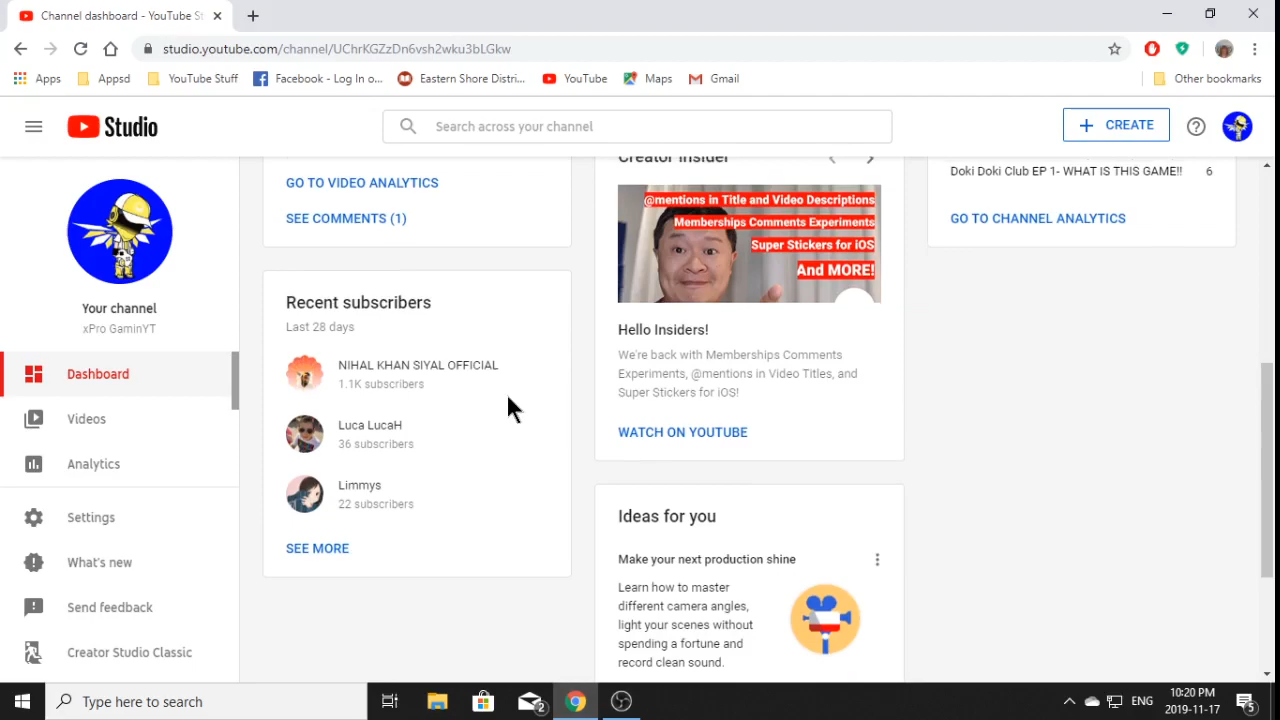 Channel dashboard - YouTube St
studio.youtube.com/channel/UChrKGZzDn6vsh2wku3bLGkw
Apps
Appsd
YouTube Stuff
Facebook - Log In o...
Eastern Shore Distri...
YouTube
Maps
Gmail
Other bookmarks
Studio
Search across your channel
CREATE
Your channel
xPro GaminYT
Dashboard
Videos
Analytics
Settings
What's new
Send feedback
Creator Studio Classic
GO TO VIDEO ANALYTICS
SEE COMMENTS (1)
Recent subscribers
Last 28 days
NIHAL KHAN SIYAL OFFICIAL
1.1K subscribers
Luca LucaH
36 subscribers
Limmys
22 subscribers
SEE MORE
Creator Insider
@mentions in Title and Video Descriptions
Memberships Comments Experiments
Super Stickers for iOS
And MORE!
Hello Insiders!
We're back with Memberships Comments
Experiments, @mentions in Video Titles, and
Super Stickers for iOS!
WATCH ON YOUTUBE
Ideas for you
Make your next production shine
Learn how to master
different camera angles,
light your scenes without
spending a fortune and
record clean sound.
Doki Doki Club EP 1- WHAT IS THIS GAME!! 6
GO TO CHANNEL ANALYTICS
Type here to search
2
ENG
10:20 PM
2019-11-17
5